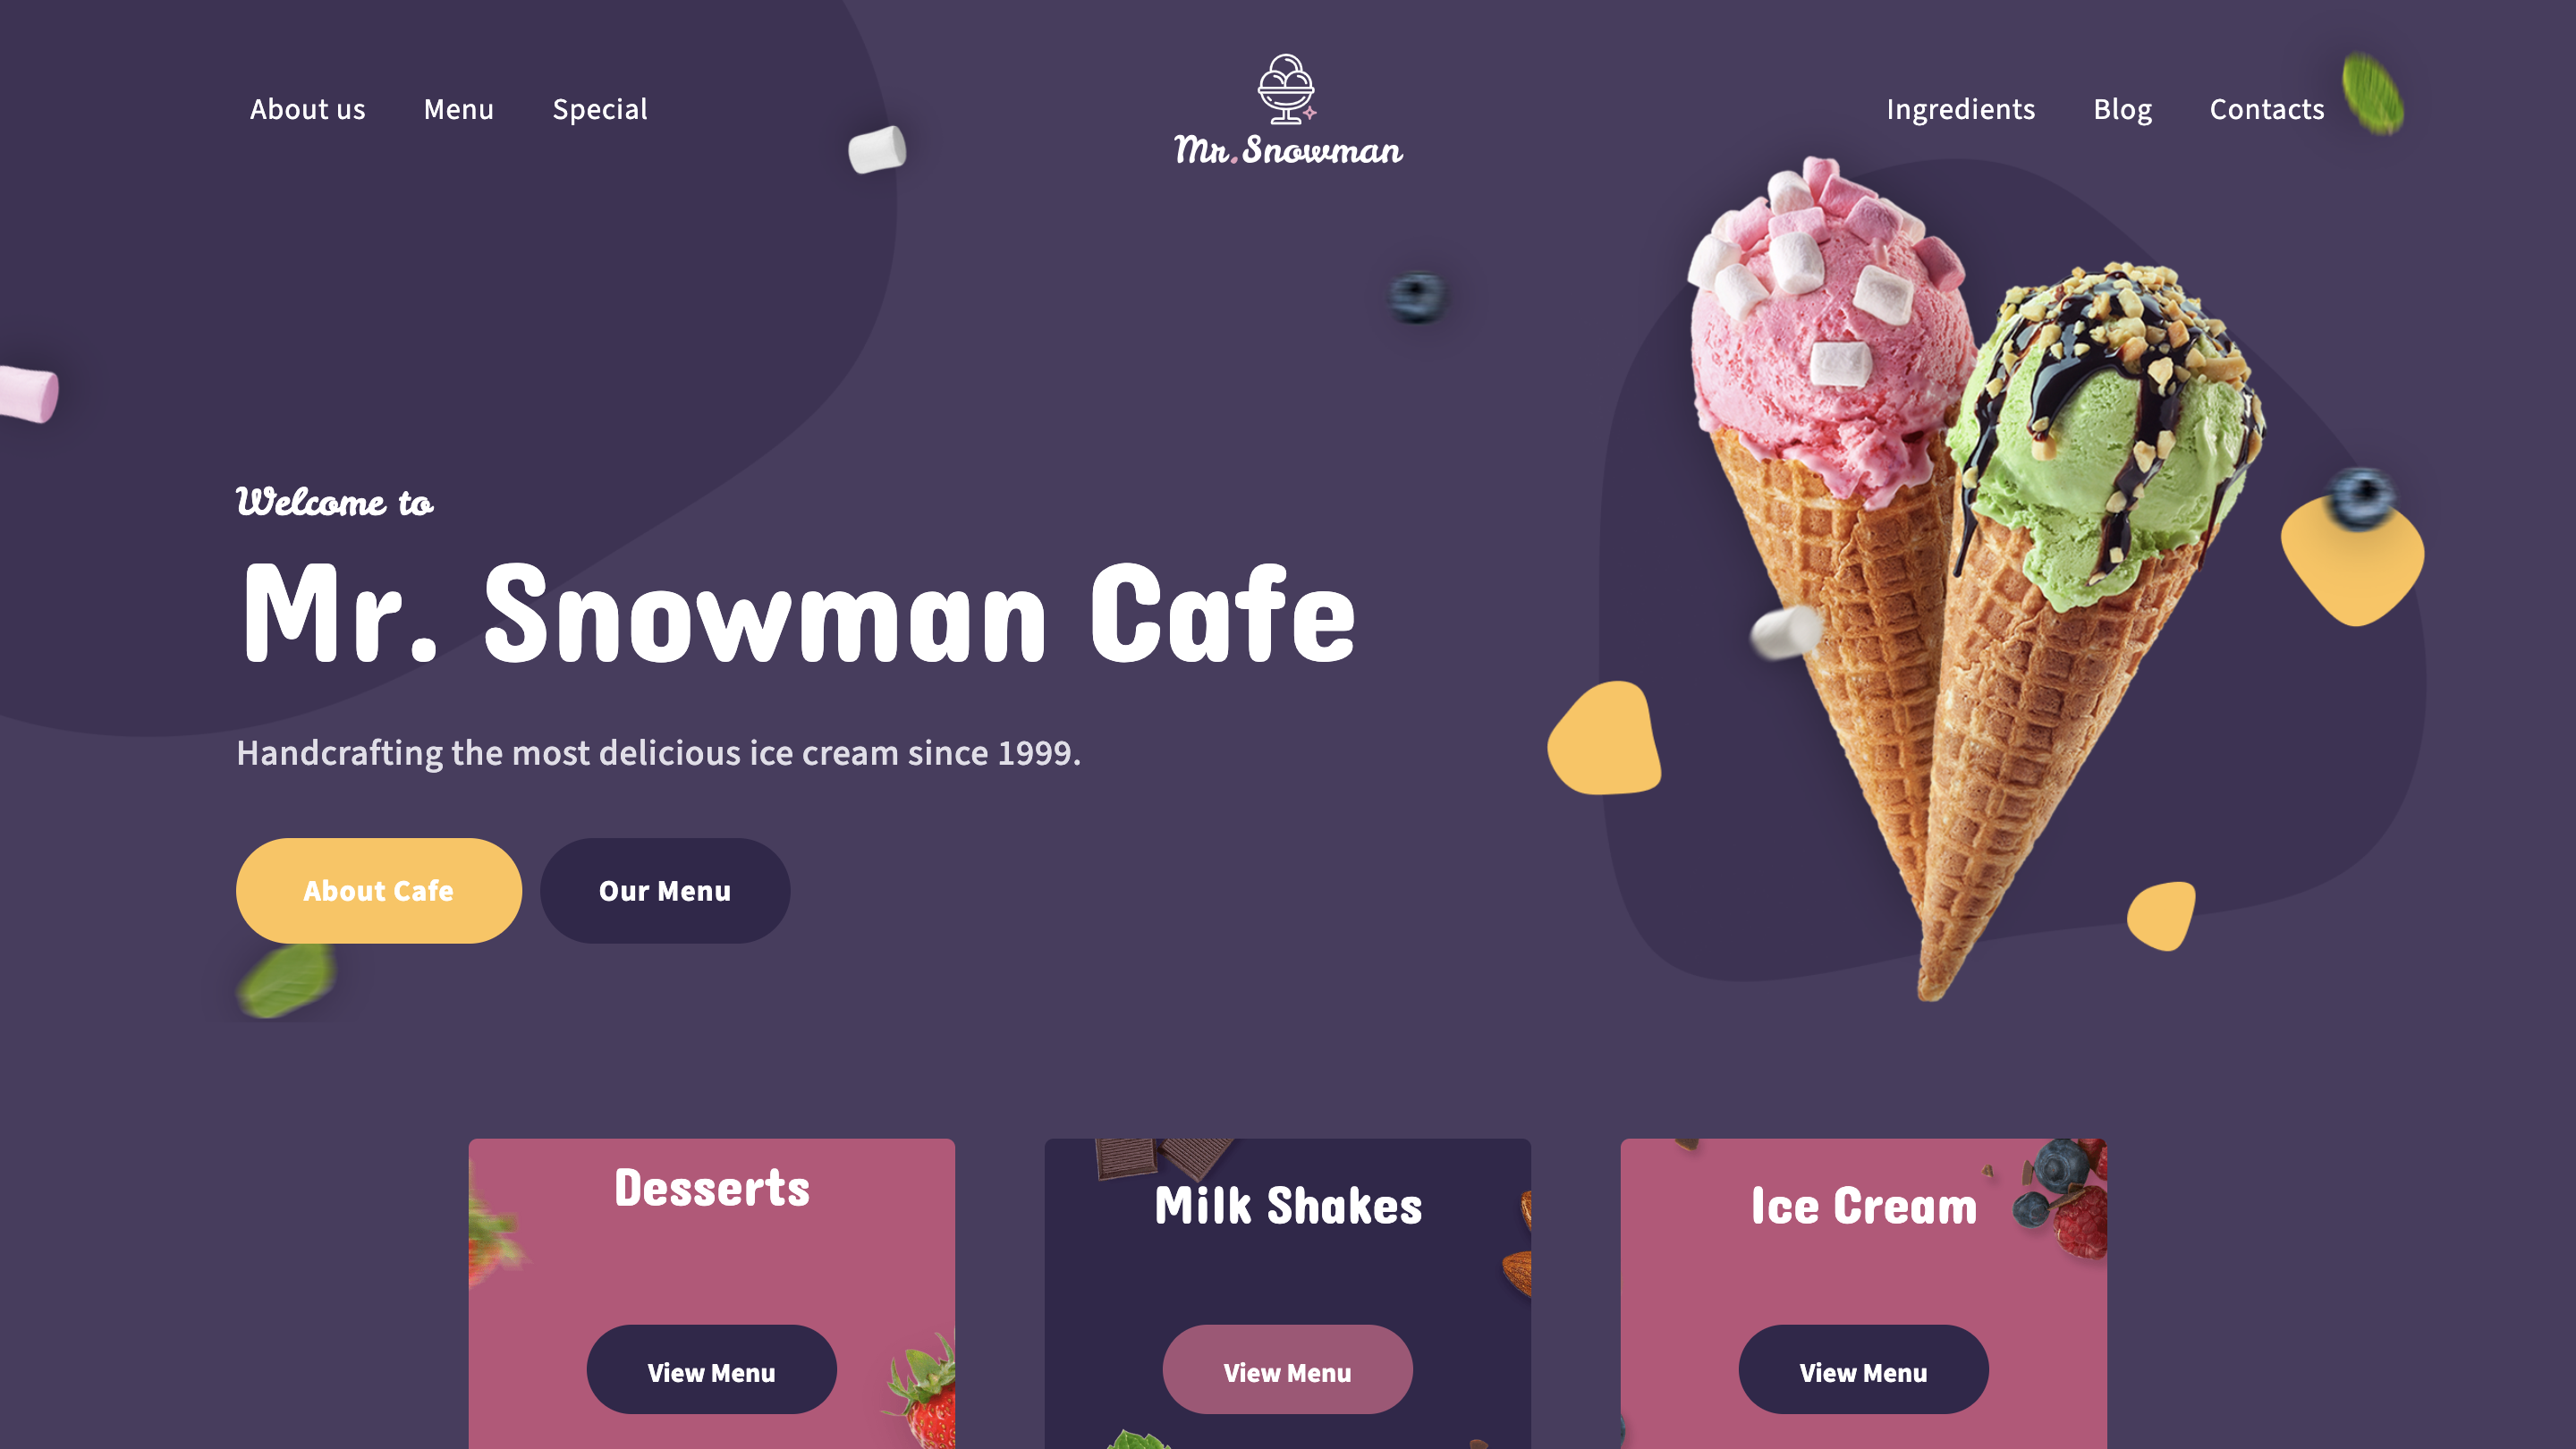 About us
Menu
Special
Mr. Snowman
Ingredients
Blog
Contacts
Welcome to
Mr. Snowman Cafe
Handcrafting the most delicious ice cream since 1999.
About Cafe
Our Menu
Desserts
Milk Shakes
Ice Cream
View Menu
View Menu
View Menu